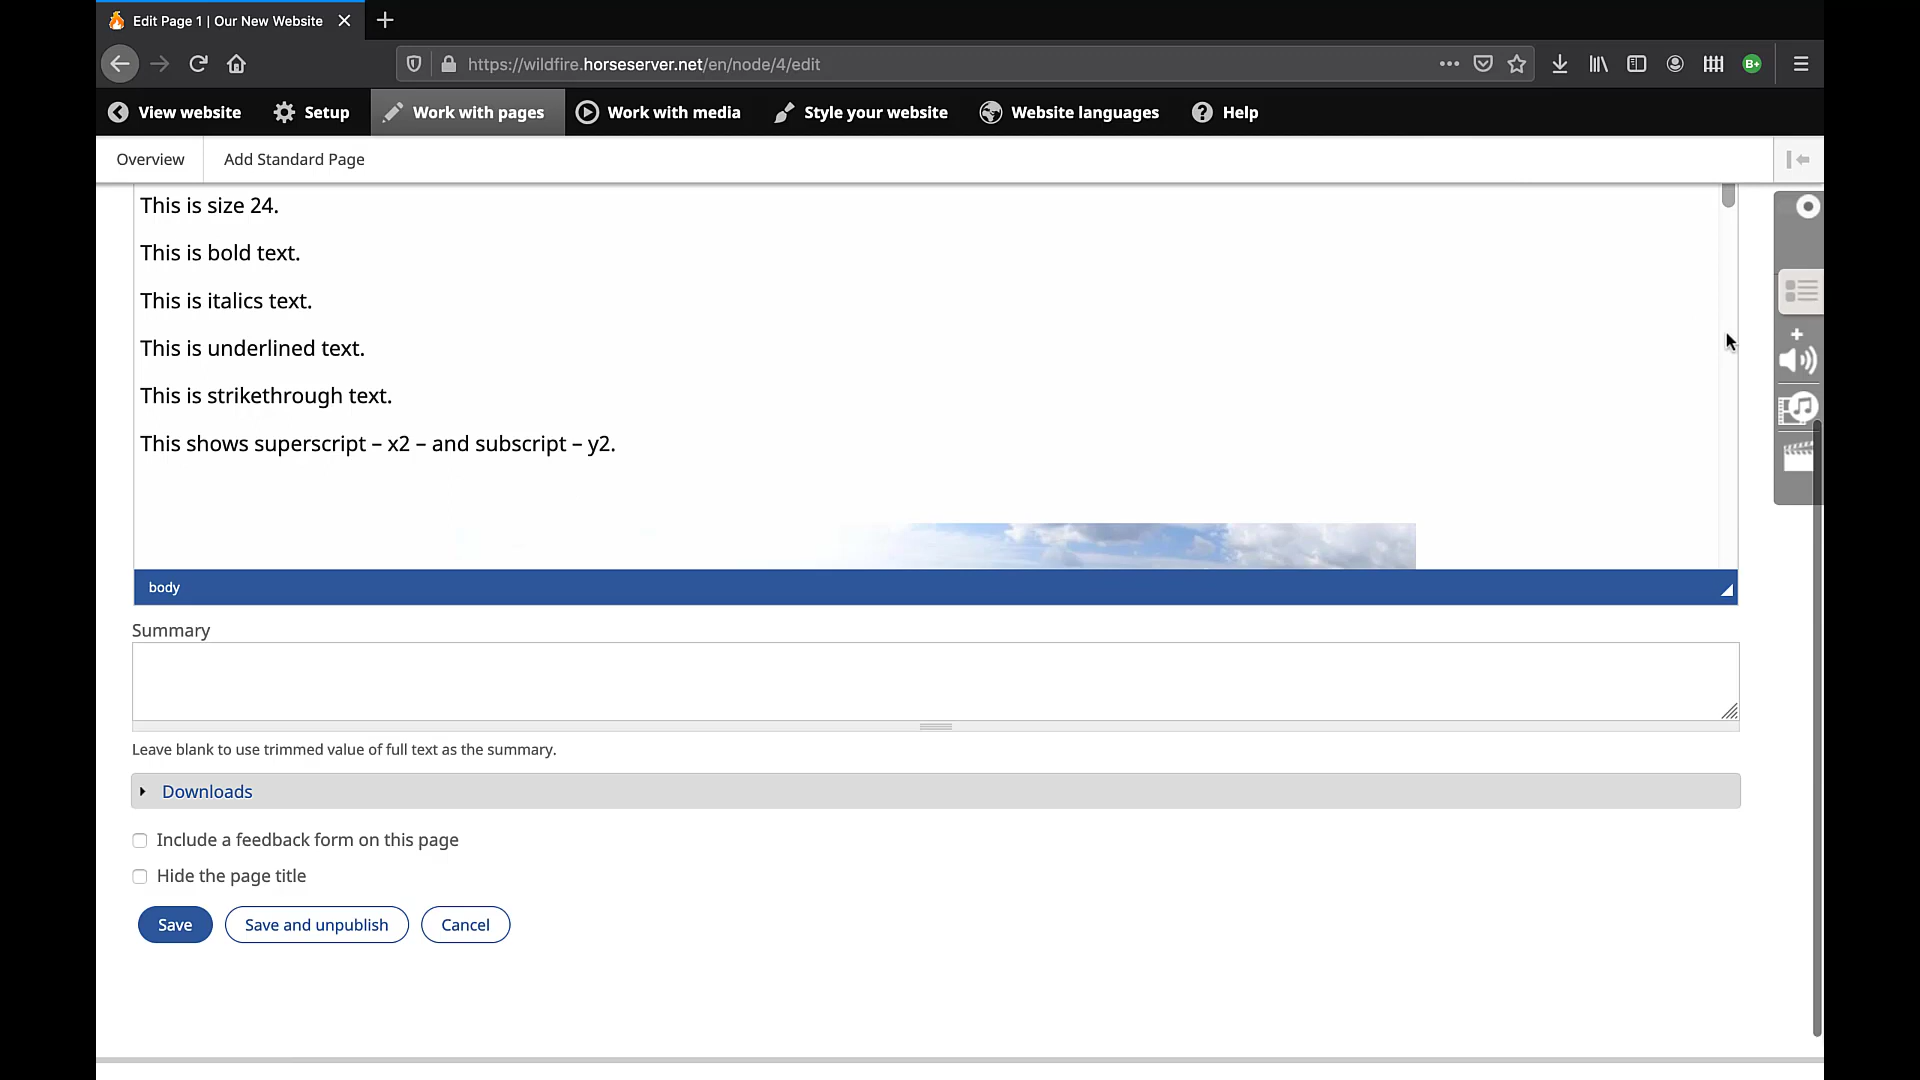 Edit Page 1 | Our New Website
https://wildfire.horseserver.net/en/node/4/edit
B+
View website
Setup
Work with pages
Work with media
Style your website
Website languages
Help
Overview
Add Standard Page
This is size 24.
This is bold text.
This is italics text.
This is underlined text.
This is strikethrough text.
This shows superscript – x2 – and subscript – y2.
body
Summary
Leave blank to use trimmed value of full text as the summary.
Downloads
Include a feedback form on this page
Hide the page title
Save
Save and unpublish
Cancel